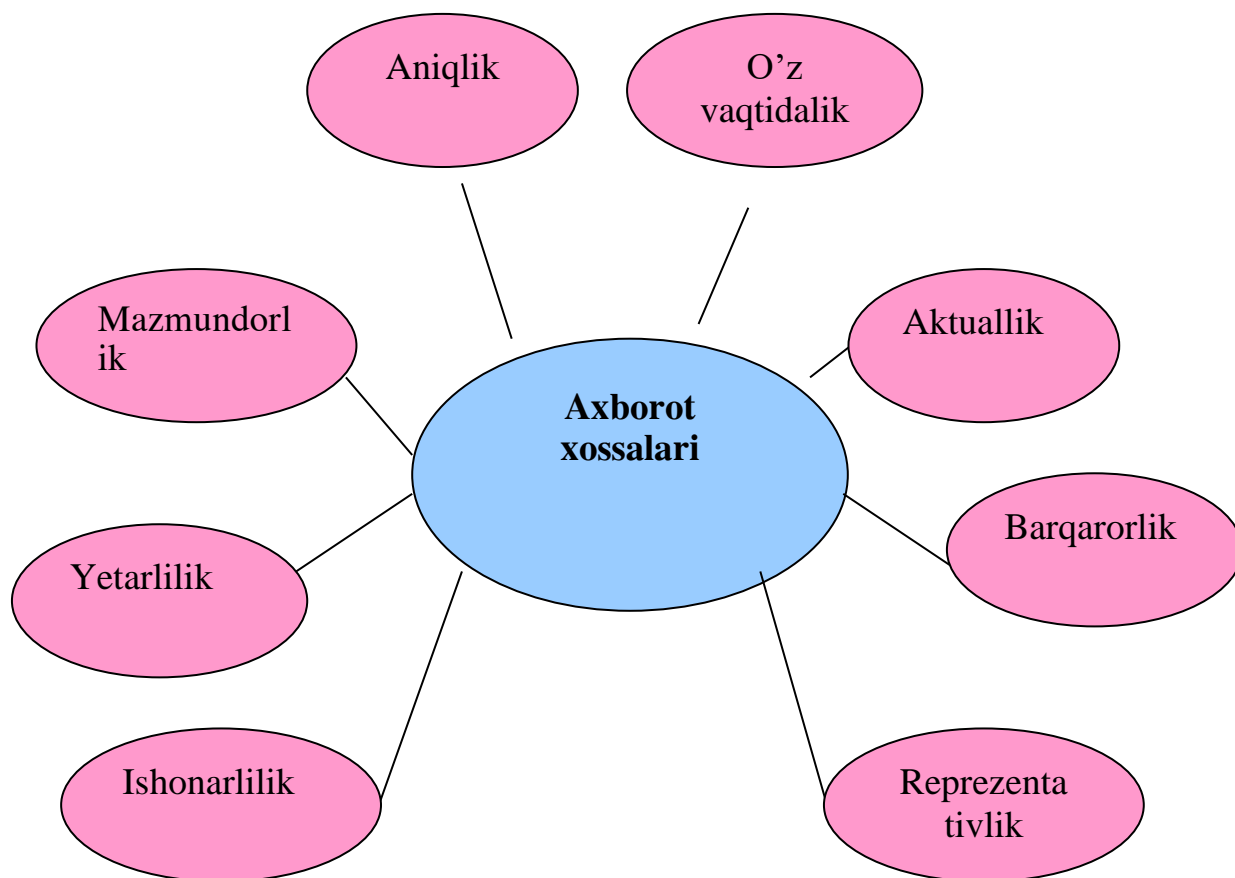 Aniqlik
O’z
vaqtidalik
Mazmundorl
ik
Aktuallik
Axborot
xossalari
Barqarorlik
Yetarlilik
Ishonarlilik
Reprezenta
tivlik